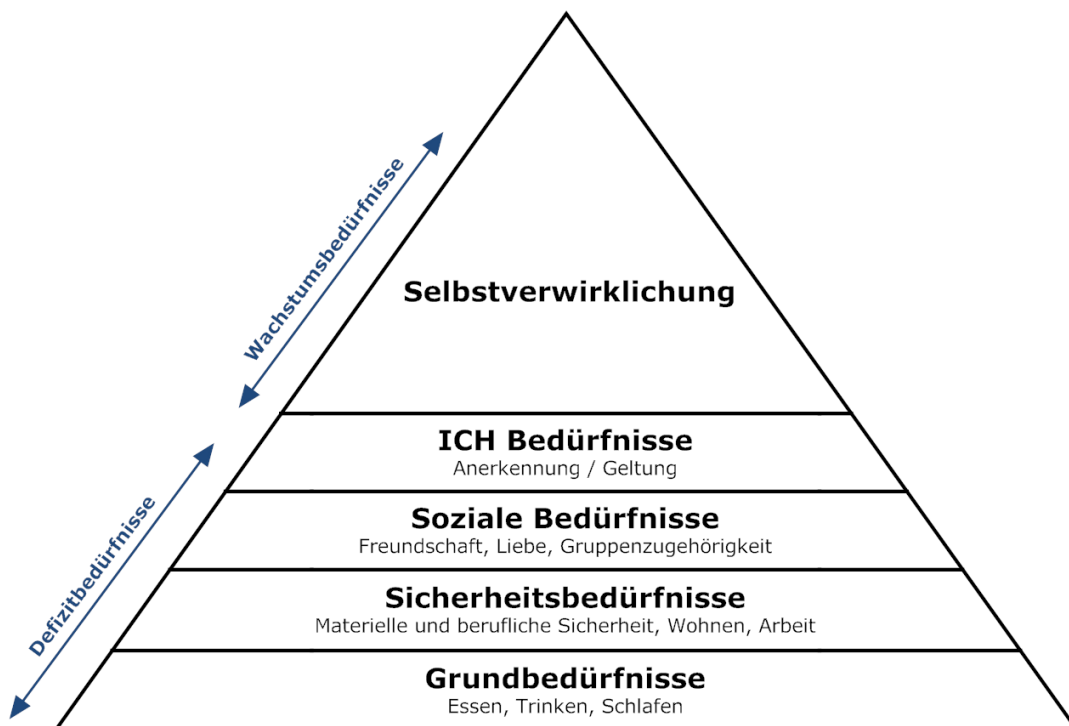 Wachstumsbedürfnisse
Selbstverwirklichung
Defizitbedürfnisse
ICH Bedürfnisse
Anerkennung / Geltung
Soziale Bedürfnisse
Freundschaft, Liebe, Gruppenzugehörigkeit
Sicherheitsbedürfnisse
Materielle und berufliche Sicherheit, Wohnen, Arbeit
Grundbedürfnisse
Essen, Trinken, Schlafen